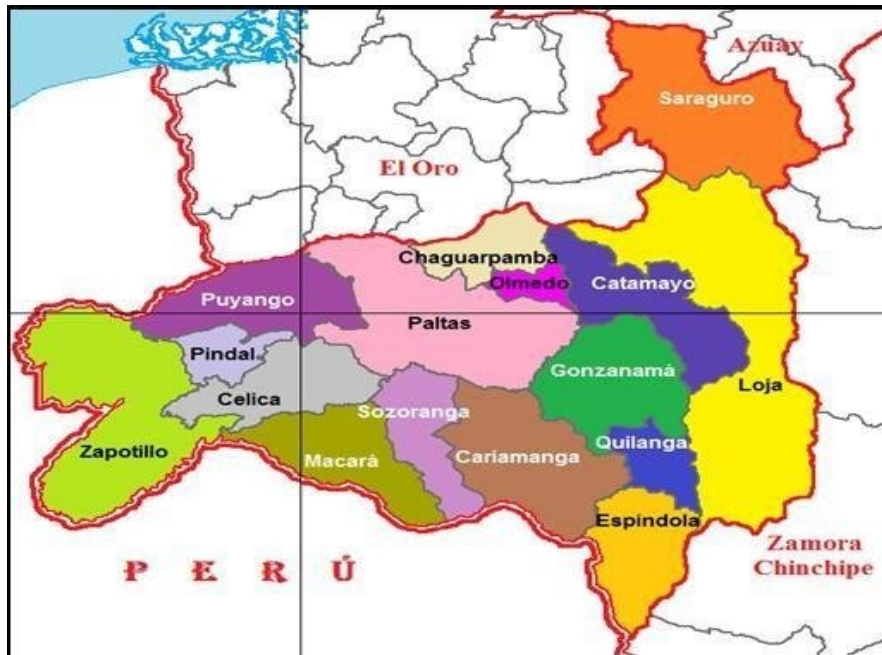 Azuay
Saraguro
El Oro
Chaguarpamba
Olmedo
Catamayo
Puyango
Paltas
Pindal
Gonzanamá
Loja
Celica
Sozoranga
Zapotillo
Macará
Cariamanga
Quilanga
Espíndola
Zamora
Chinchipe
P E R Ú